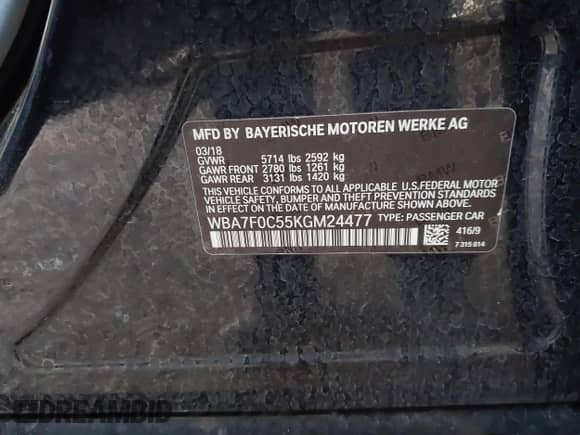 MFD BY BAYERISCHE MOTOREN WERKE AG
03/18
GVWR 5714 lbs 2592 kg
GAWR FRONT 2780 lbs 1261 kg
GAWR REAR 3131 lbs 1420 kg
THIS VEHICLE CONFORMS TO ALL APPLICABLE U.S.FEDERAL MOTOR
VEHICLE SAFETY, BUMPER AND THEFT PREVENTION STANDARDS
IN EFFECT ON THE DATE OF MANUFACTURE SHOWN ABOVE.
WBA7F0C55KGM24477 TYPE: PASSENGER CAR
416/9
7 315 814
DREAMBID